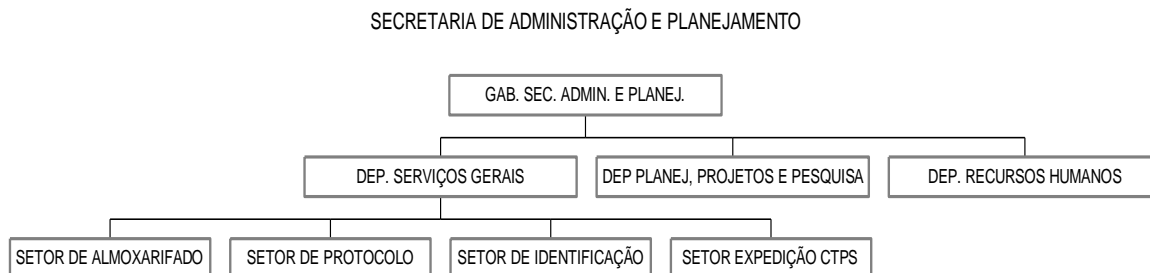 SECRETARIA DE ADMINISTRAÇÃO E PLANEJAMENTO
GAB. SEC. ADMIN. E PLANEJ.
DEP. SERVIÇOS GERAIS
DEP PLANEJ, PROJETOS E PESQUISA
DEP. RECURSOS HUMANOS
SETOR DE ALMOXARIFADO
SETOR DE PROTOCOLO
SETOR DE IDENTIFICAÇÃO
SETOR EXPEDIÇÃO CTPS